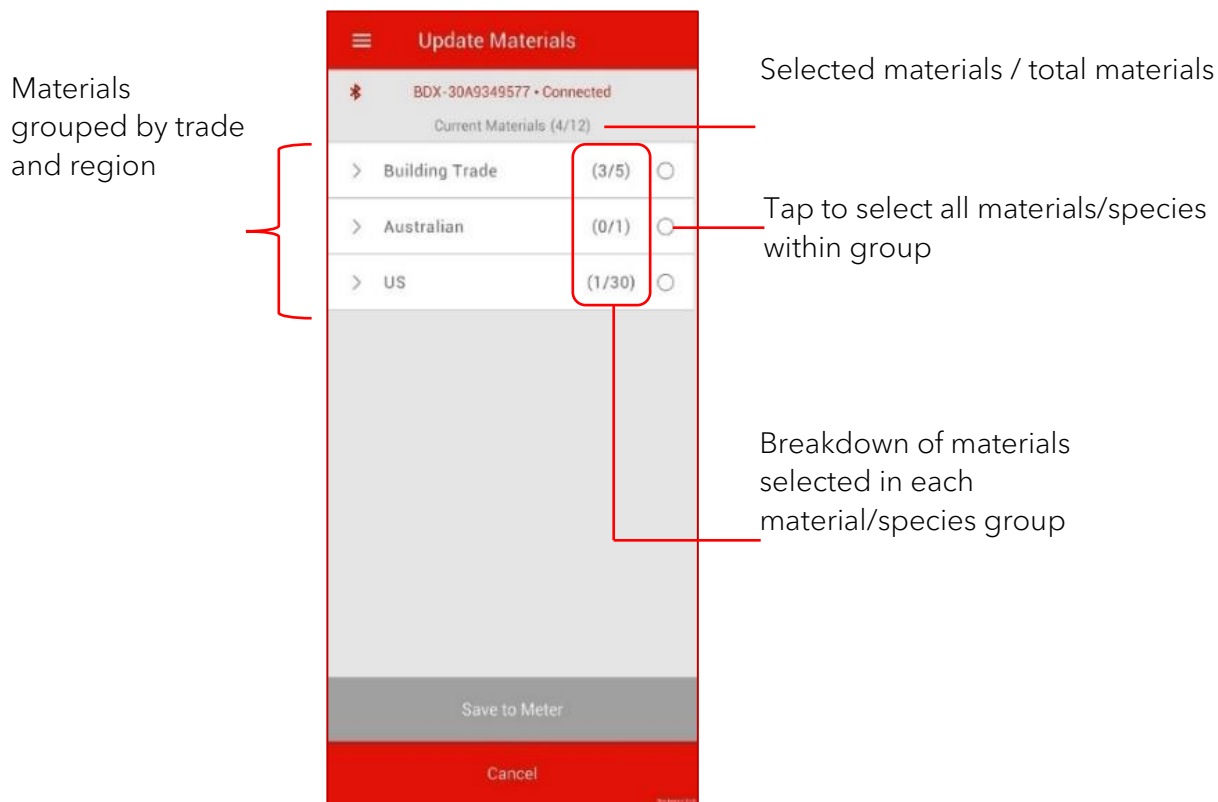 Update Materials
BDX-30A9349577 • Connected
Current Materials (4/12)
Building Trade (3/5)
Australian (0/1)
US (1/30)
Save to Meter
Cancel
Materials
grouped by trade
and region
Selected materials / total materials
Tap to select all materials/species
within group
Breakdown of materials
selected in each
material/species group